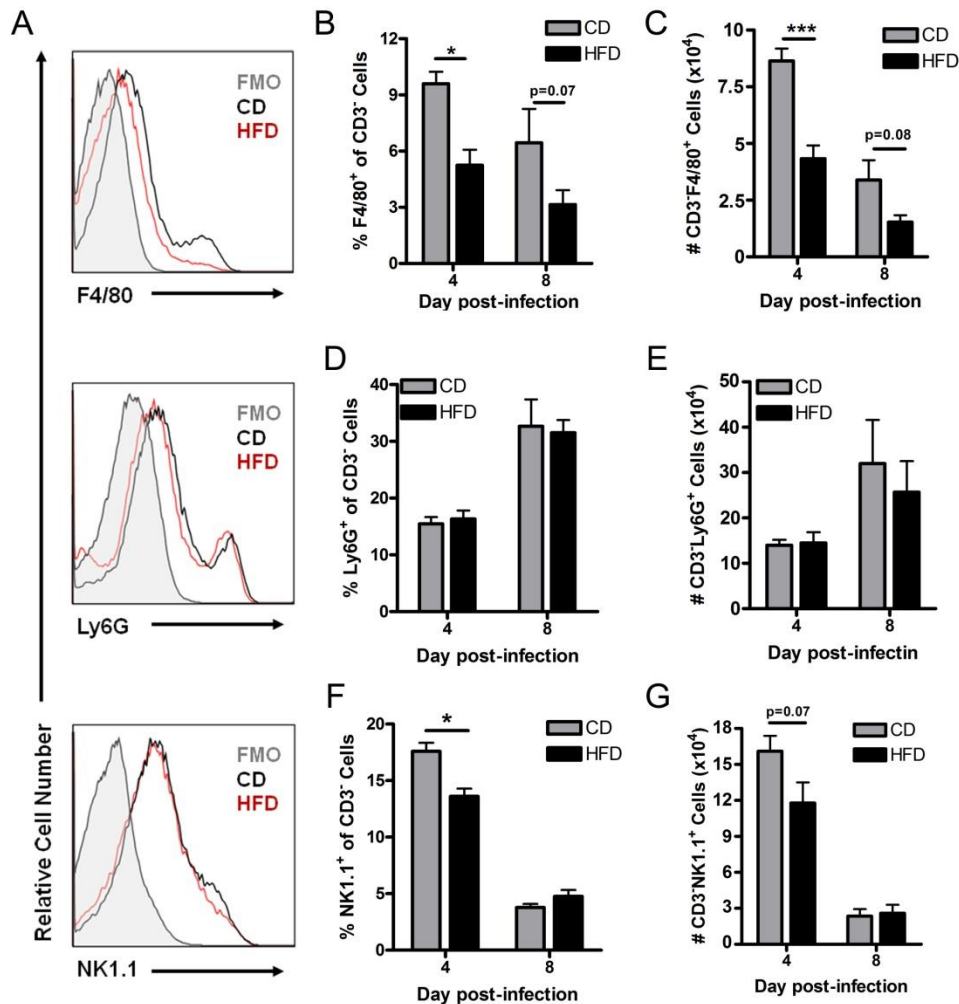 A
FMO
CD
HFD
F4/80
FMO
CD
HFD
Ly6G
FMO
CD
HFD
NK1.1
Relative Cell Number
B
CD
HFD
% F4/80⁺ of CD3⁻ Cells
12
9
6
3
0
*
p=0.07
4
8
Day post-infection
C
CD
HFD
# CD3⁻F4/80⁺ Cells (x10⁴)
10
7.5
5
2.5
0
***
p=0.08
4
8
Day post-infection
D
CD
HFD
% Ly6G⁺ of CD3⁻ Cells
40
30
20
10
0
4
8
Day post-infection
E
CD
HFD
# CD3⁻Ly6G⁺ Cells (x10⁴)
50
40
30
20
10
0
4
8
Day post-infectin
F
CD
HFD
% NK1.1⁺ of CD3⁻ Cells
20
15
10
5
0
*
4
8
Day post-infection
G
CD
HFD
# CD3⁻NK1.1⁺ Cells (x10⁴)
18
15
12
9
6
3
0
p=0.07
4
8
Day post-infection